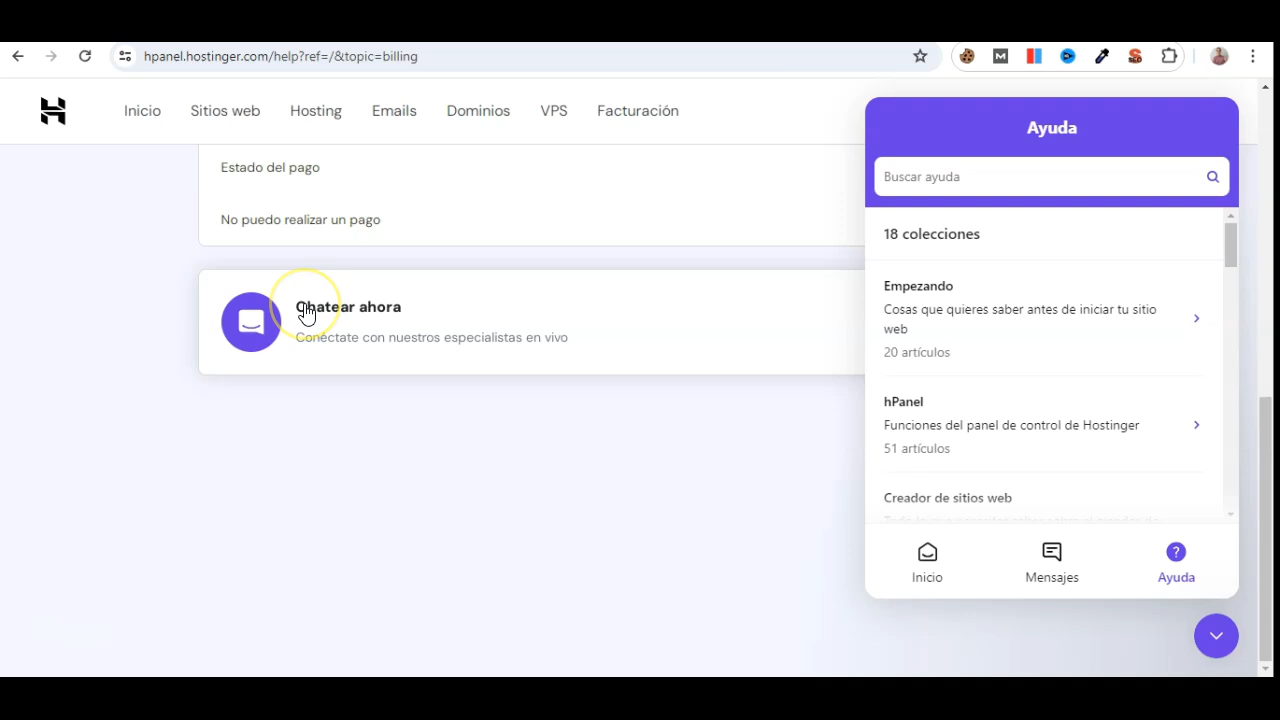 hpanel.hostinger.com/help?ref=/&topic=billing
Inicio
Sitios web
Hosting
Emails
Dominios
VPS
Facturación
Estado del pago
No puedo realizar un pago
Chatear ahora
Conéctate con nuestros especialistas en vivo
Ayuda
Buscar ayuda
18 colecciones
Empezando
Cosas que quieres saber antes de iniciar tu sitio
web
20 artículos
hPanel
Funciones del panel de control de Hostinger
51 artículos
Creador de sitios web
Inicio
Mensajes
Ayuda